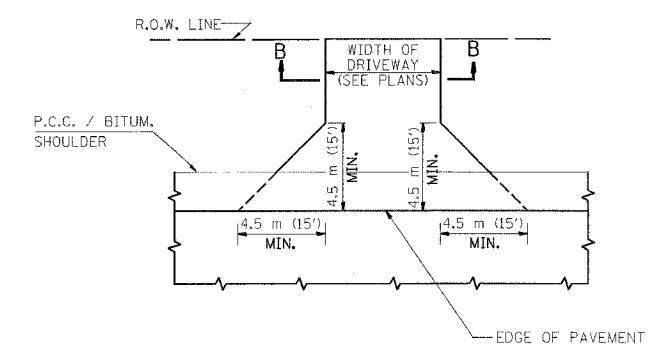 R.O.W. LINE
B
WIDTH OF
DRIVEWAY
(SEE PLANS)
B
P.C.C. / BITUM.
SHOULDER
4.5 m (15')
MIN.
4.5 m (15')
MIN.
4.5 m (15')
MIN.
4.5 m (15')
MIN.
EDGE OF PAVEMENT